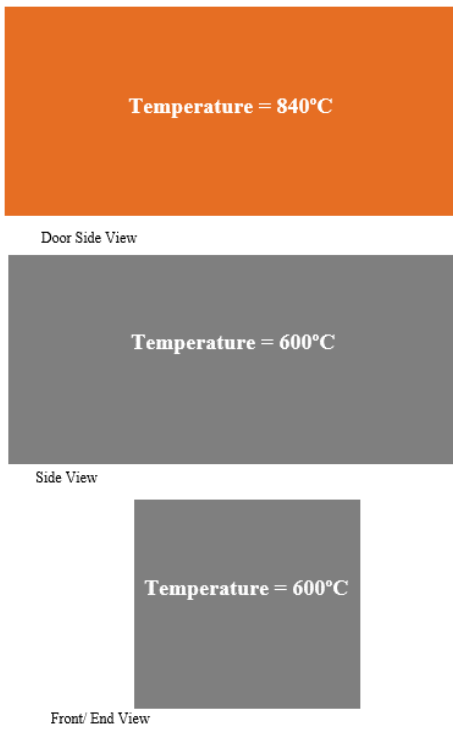 Temperature = 840ºC
Door Side View
Temperature = 600ºC
Side View
Temperature = 600ºC
Front/ End View